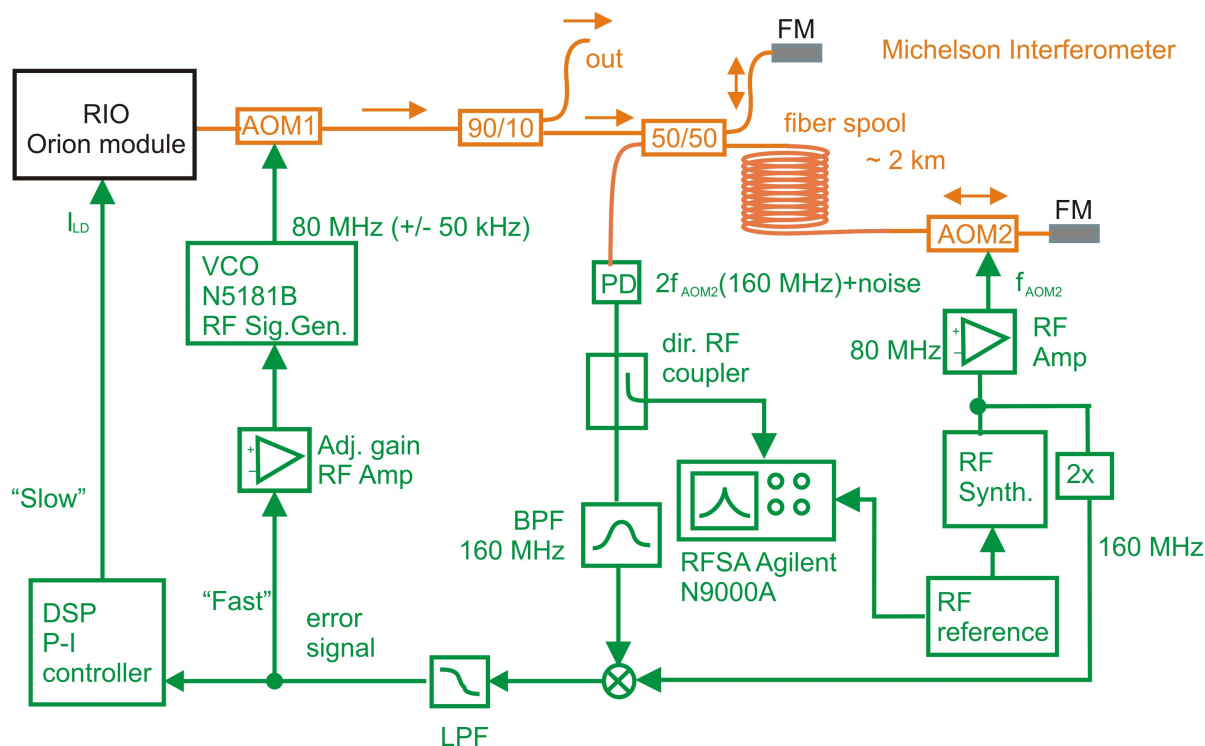 FM
Michelson Interferometer
out
RIO
Orion module
AOM1
90/10
50/50
fiber spool
~ 2 km
FM
AOM2
I_LD
80 MHz (+/- 50 kHz)
VCO
N5181B
RF Sig.Gen.
PD
2f_AOM2(160 MHz)+noise
f_AOM2
80 MHz
+
−
RF
Amp
dir. RF
coupler
+
−
Adj. gain
RF Amp
“Slow”
BPF
160 MHz
RF
Synth.
2x
160 MHz
RFSA Agilent
N9000A
RF
reference
DSP
P-I
controller
“Fast”
error
signal
LPF